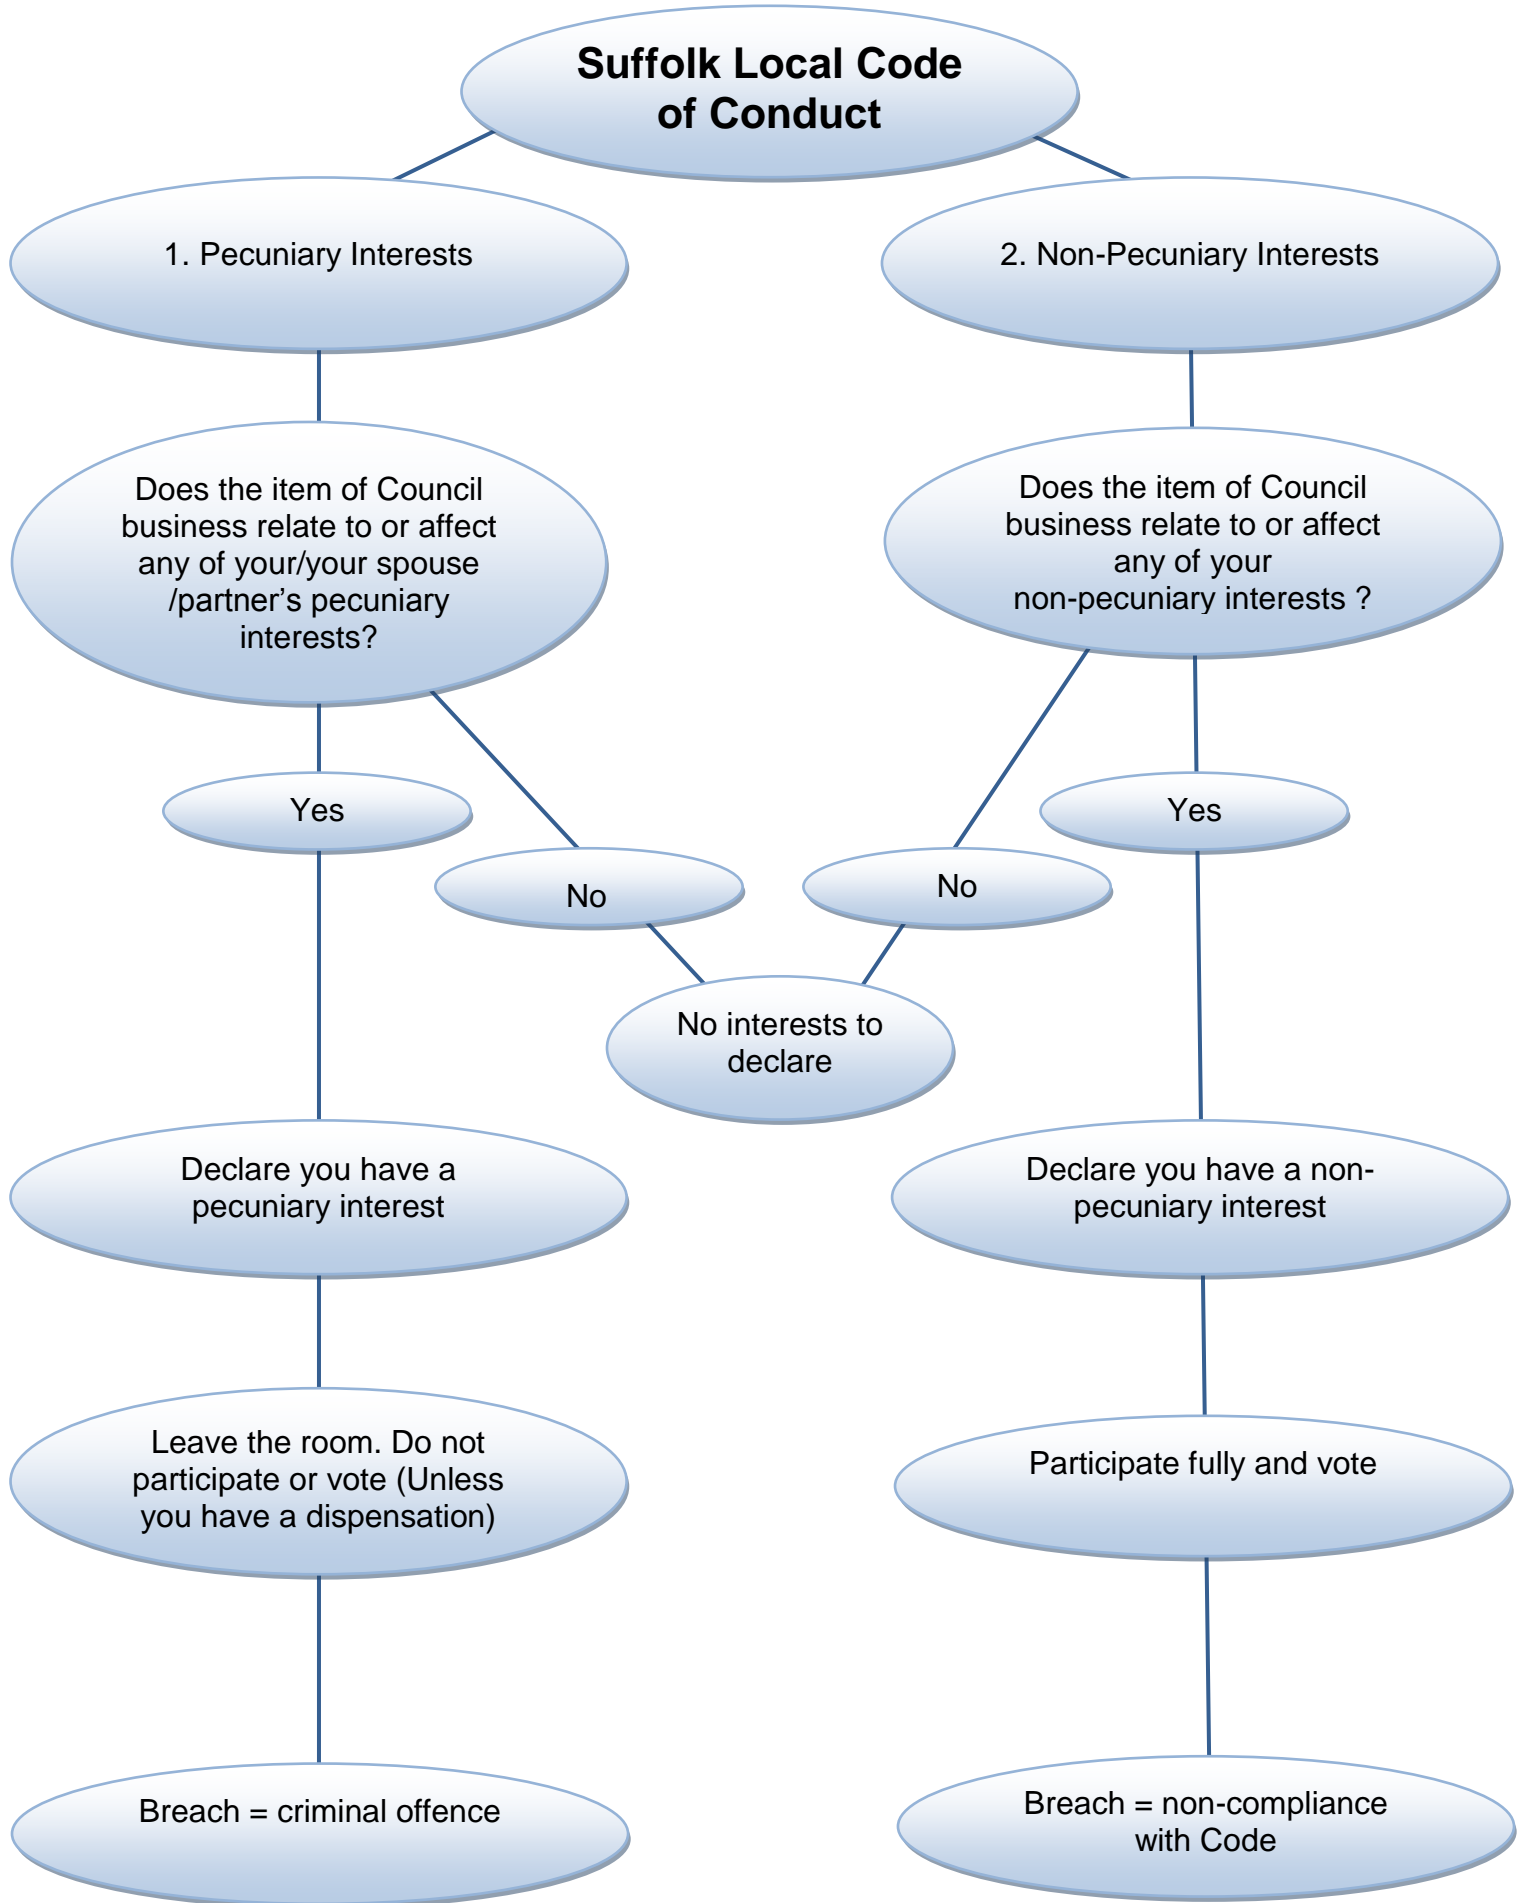 Suffolk Local Code
of Conduct
1. Pecuniary Interests
2. Non-Pecuniary Interests
Does the item of Council
business relate to or affect
any of your/your spouse
/partner’s pecuniary
interests?
Does the item of Council
business relate to or affect
any of your
non-pecuniary interests ?
Yes
Yes
No
No
No interests to
declare
Declare you have a
pecuniary interest
Declare you have a non-
pecuniary interest
Leave the room. Do not
participate or vote (Unless
you have a dispensation)
Participate fully and vote
Breach = criminal offence
Breach = non-compliance
with Code